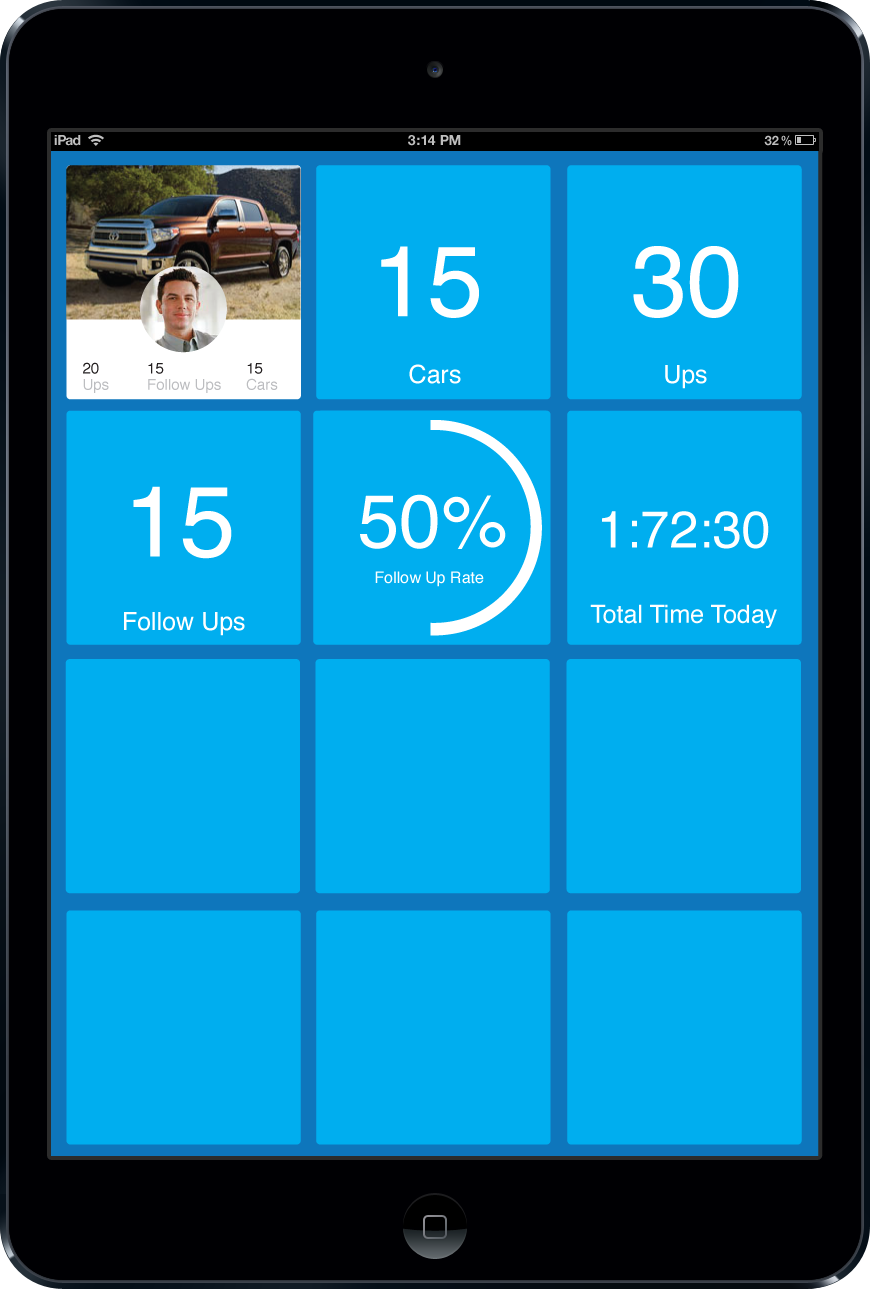 iPad 3:14 PM 32 %
20 15 15
Ups Follow Ups Cars
15
Cars
30
Ups
15
Follow Ups
50%
Follow Up Rate
1:72:30
Total Time Today